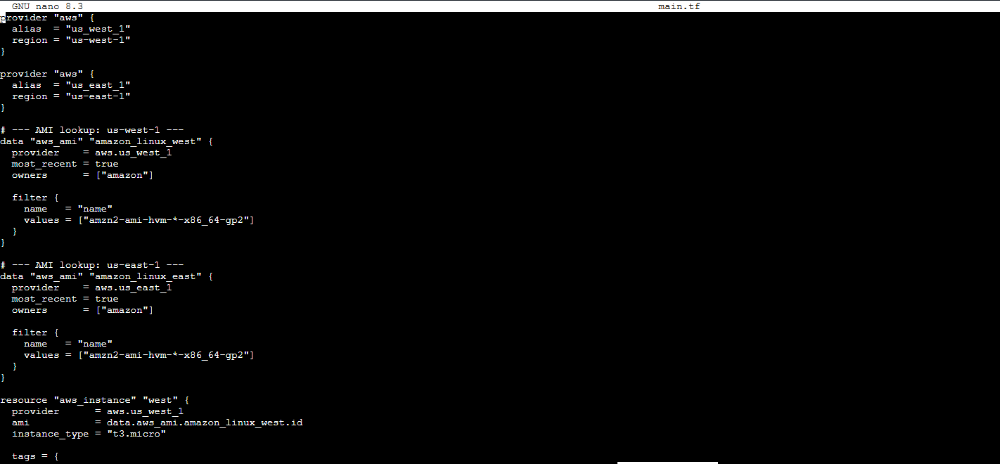 GNU nano 8.3 main.tf
provider "aws" {
  alias  = "us_west_1"
  region = "us-west-1"
}

provider "aws" {
  alias  = "us_east_1"
  region = "us-east-1"
}

# --- AMI lookup: us-west-1 ---
data "aws_ami" "amazon_linux_west" {
  provider    = aws.us_west_1
  most_recent = true
  owners      = ["amazon"]

  filter {
    name   = "name"
    values = ["amzn2-ami-hvm-*-x86_64-gp2"]
  }
}

# --- AMI lookup: us-east-1 ---
data "aws_ami" "amazon_linux_east" {
  provider    = aws.us_east_1
  most_recent = true
  owners      = ["amazon"]

  filter {
    name   = "name"
    values = ["amzn2-ami-hvm-*-x86_64-gp2"]
  }
}

resource "aws_instance" "west" {
  provider      = aws.us_west_1
  ami           = data.aws_ami.amazon_linux_west.id
  instance_type = "t3.micro"

  tags = {